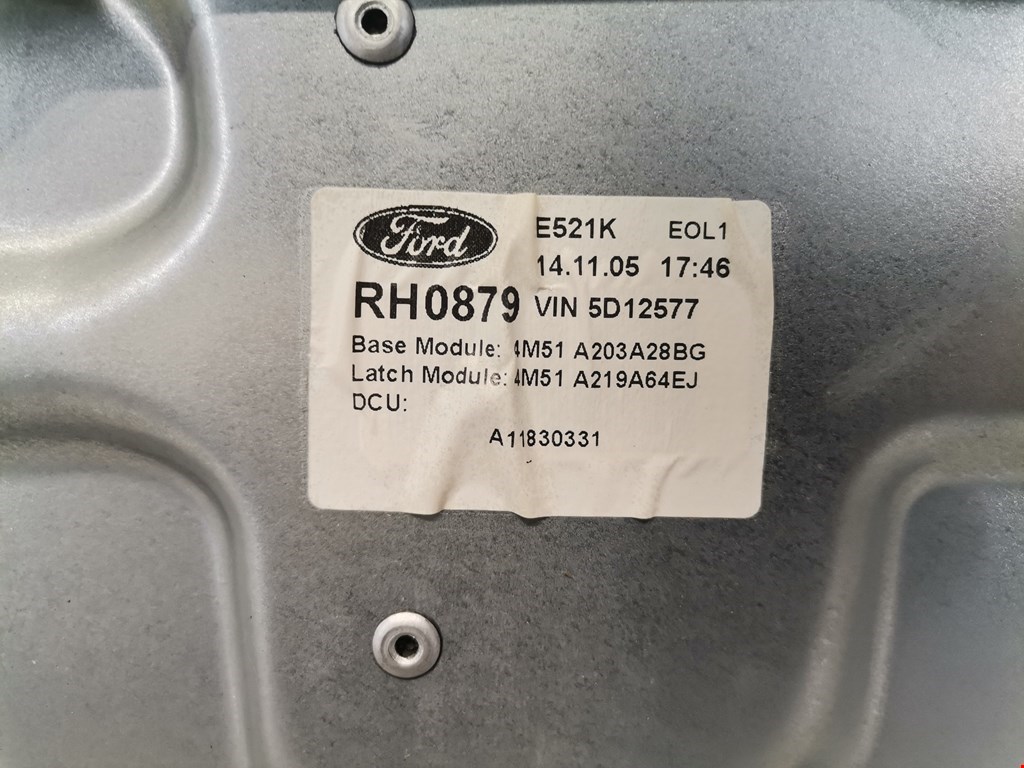 Ford
E521K EOL1
14.11.05 17:46
RH0879 VIN 5D12577
Base Module: 4M51 A203A28BG
Latch Module: 4M51 A219A64EJ
DCU:
A11830331